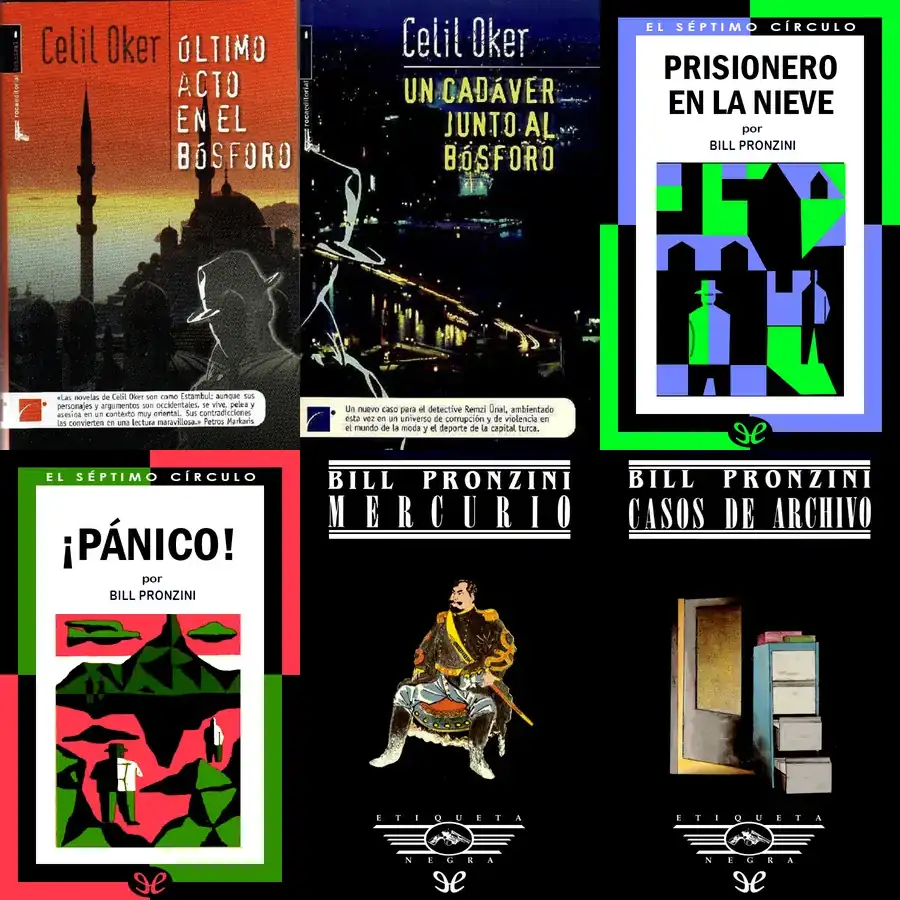 Celil Oker
ÚLTIMO
ACTO
EN EL
BÓSFORO
rocaeditorial
«Las novelas de Celil Oker son como Estambul: aunque sus
personajes y argumentos son occidentales, se vive, pelea y
asesina en un contexto muy oriental. Sus contradicciones
las convierten en una lectura maravillosa.» Petros Markaris
Celil Oker
UN CADÁVER
JUNTO AL
BÓSFORO
rocaeditorial
Un nuevo caso para el detective Remzi Ünal, ambientado
esta vez en un universo de corrupción y de violencia en
el mundo de la moda y el deporte de la capital turca.
EL SÉPTIMO CÍRCULO
PRISIONERO
EN LA NIEVE
por
BILL PRONZINI
EL SÉPTIMO CÍRCULO
¡PÁNICO!
por
BILL PRONZINI
BILL PRONZINI
MERCURIO
ETIQUETA
NEGRA
BILL PRONZINI
CASOS DE ARCHIVO
ETIQUETA
NEGRA